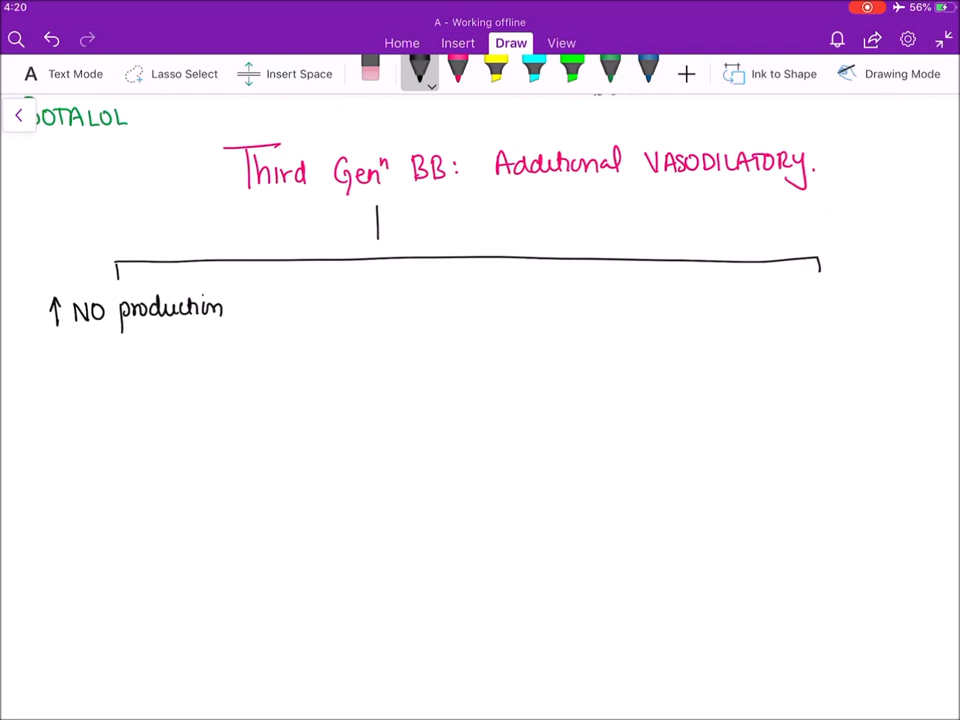 4:20
56%
A - Working offline
Home Insert Draw View
A Text Mode Lasso Select Insert Space Ink to Shape Drawing Mode
SOTALOL
Third Genⁿ BB: Additional VASODILATORY.
↑ NO production